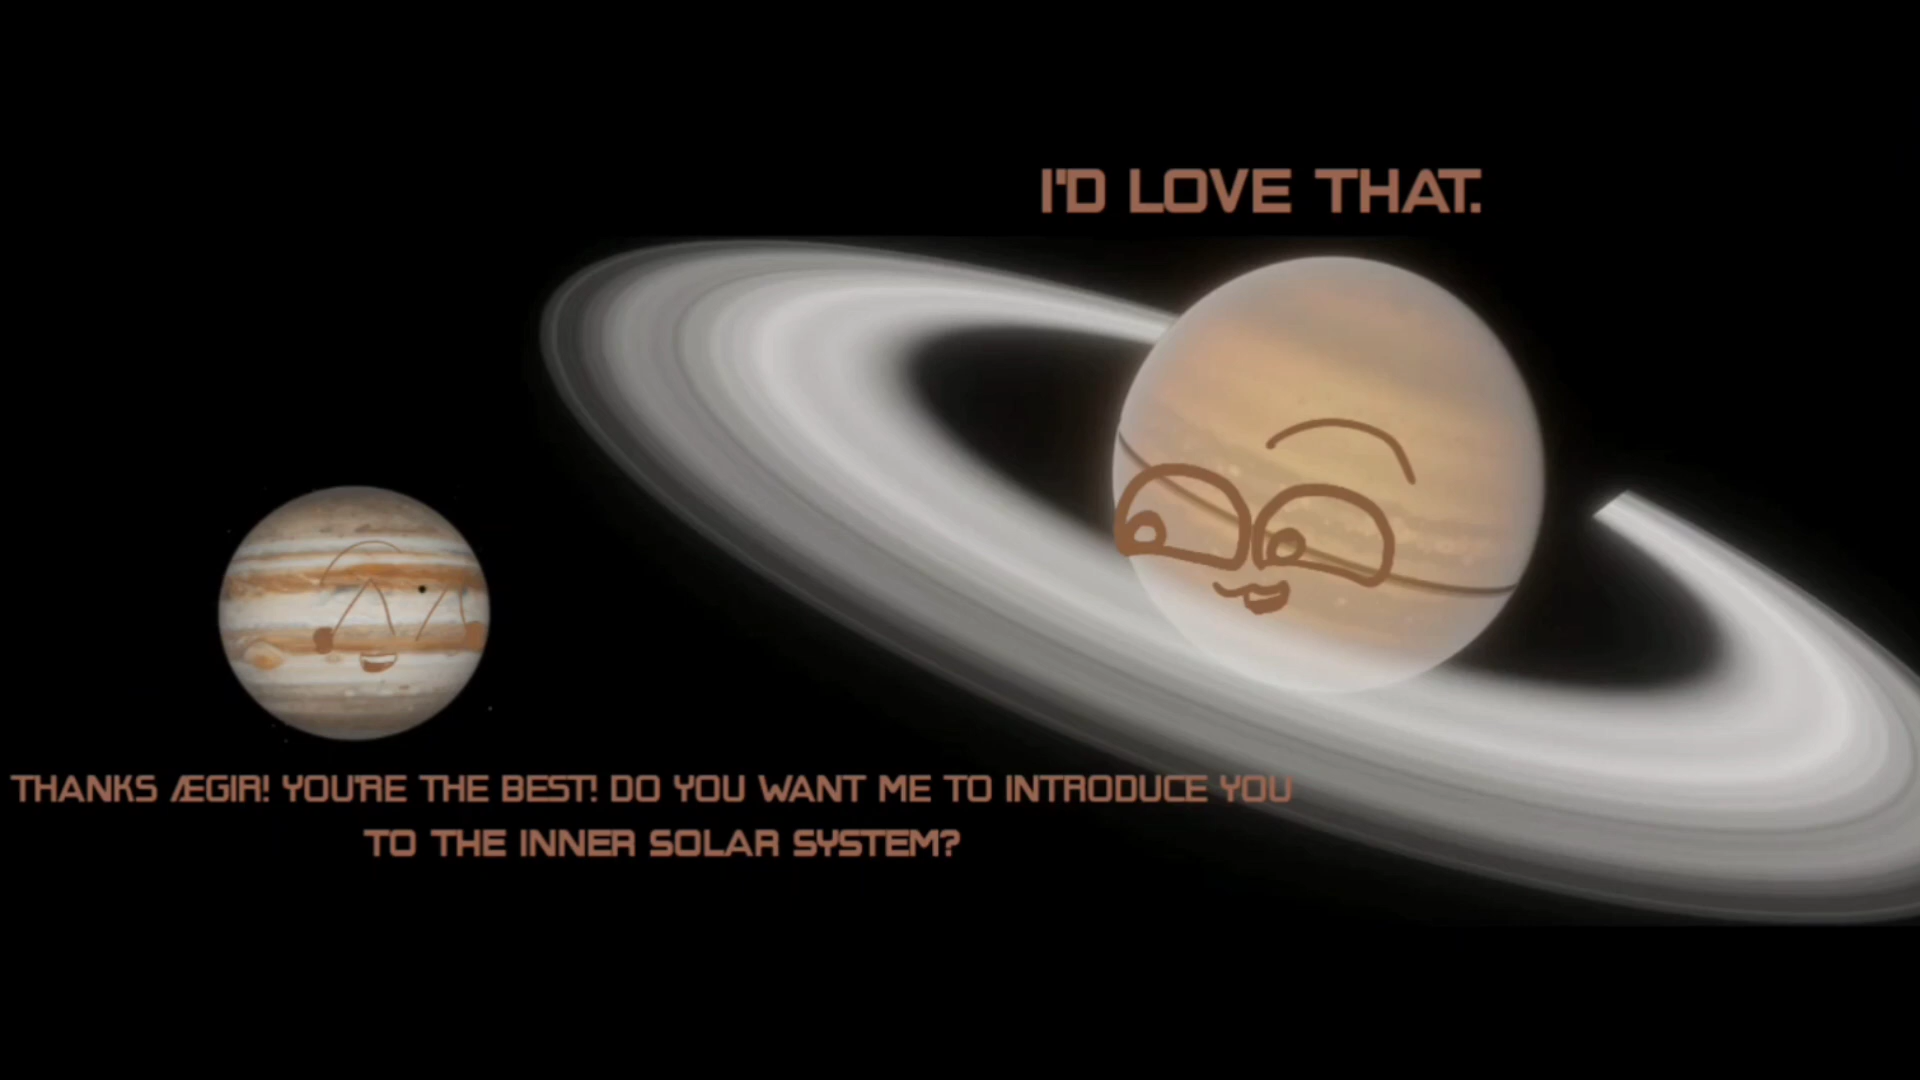 I'D LOVE THAT.
THANKS ÆGIR! YOU'RE THE BEST! DO YOU WANT ME TO INTRODUCE YOU
TO THE INNER SOLAR SYSTEM?